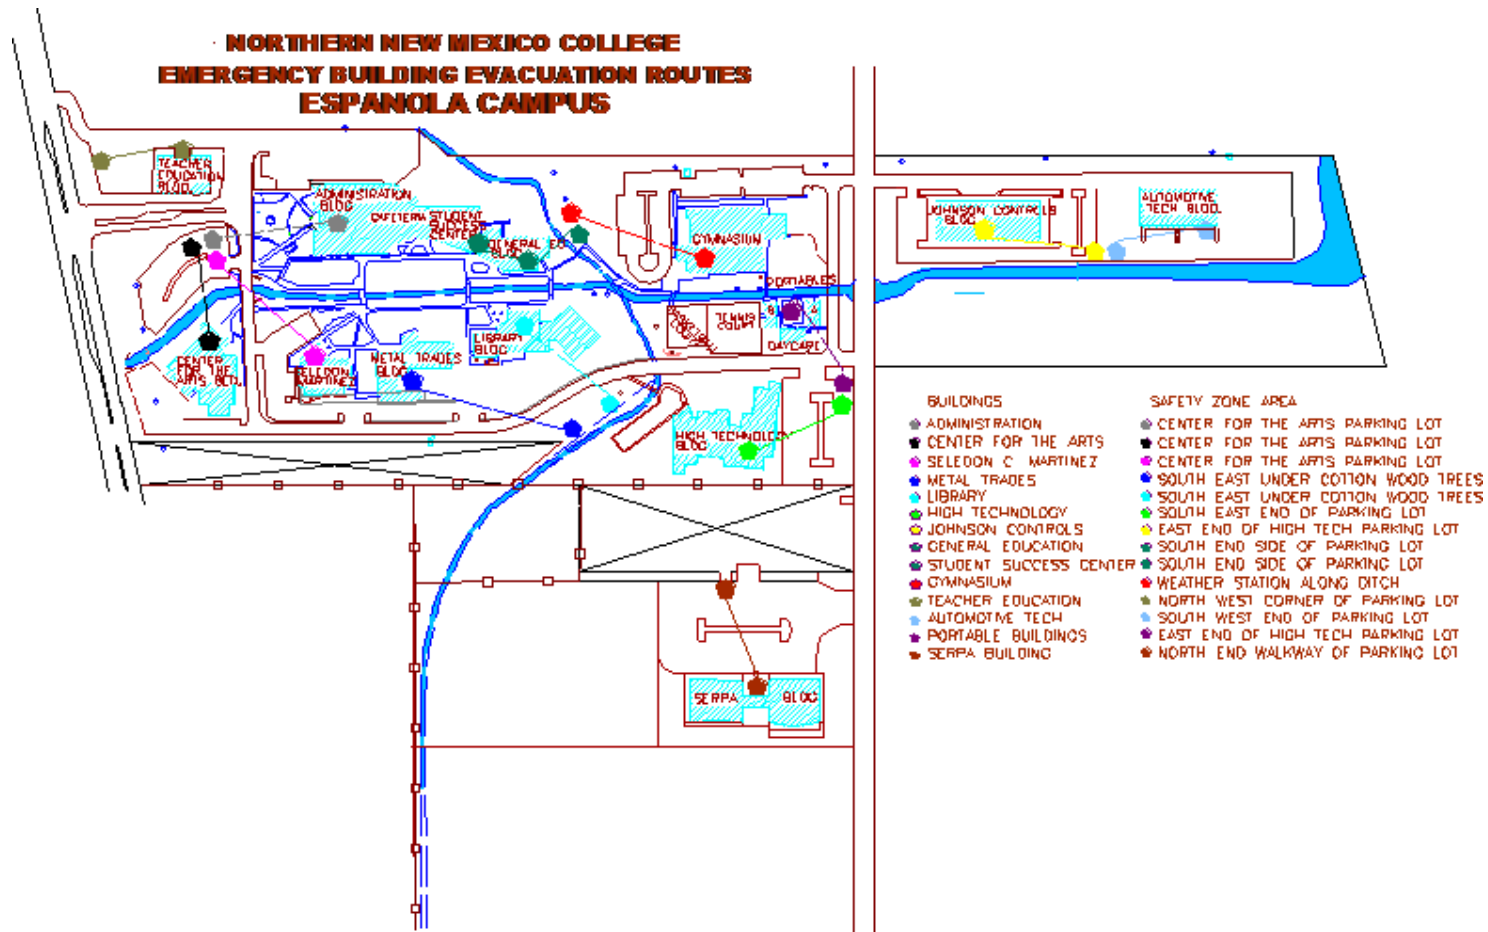 NORTHERN NEW MEXICO COLLEGE
EMERGENCY BUILDING EVACUATION ROUTES
ESPANOLA CAMPUS
TEACHER
EDUCATION
BLDG.
ADMINISTRATION
BLDG
CAFETERIA
STUDENT
SUCCESS
CENTER
GENERAL ED
BLDG
GYMNASIUM
JOHNSON CONTROLS
BLDG
AUTOMOTIVE
TECH BLDG.
PORTABLES
B
A
TENNIS
COURT
DAYCARE
LIBRARY
BLDG
CENTER
FOR THE
ARTS BLD.
SELEDON
MARTINEZ
METAL TRADES
BLDG
HIGH TECHNOLOGY
BLDG
SERPA BLDG
BUILDINGS
ADMINISTRATION
CENTER FOR THE ARTS
SELEDON C MARTINEZ
METAL TRADES
LIBRARY
HIGH TECHNOLOGY
JOHNSON CONTROLS
GENERAL EDUCATION
STUDENT SUCCESS CENTER
GYMNASIUM
TEACHER EDUCATION
AUTOMOTIVE TECH
PORTABLE BUILDINGS
SERPA BUILDING
SAFETY ZONE AREA
CENTER FOR THE ARTS PARKING LOT
CENTER FOR THE ARTS PARKING LOT
CENTER FOR THE ARTS PARKING LOT
SOUTH EAST UNDER COTTON WOOD TREES
SOUTH EAST UNDER COTTON WOOD TREES
SOUTH EAST END OF PARKING LOT
EAST END OF HIGH TECH PARKING LOT
SOUTH END SIDE OF PARKING LOT
SOUTH END SIDE OF PARKING LOT
WEATHER STATION ALONG DITCH
NORTH WEST CORNER OF PARKING LOT
SOUTH WEST END OF PARKING LOT
EAST END OF HIGH TECH PARKING LOT
NORTH END WALKWAY OF PARKING LOT